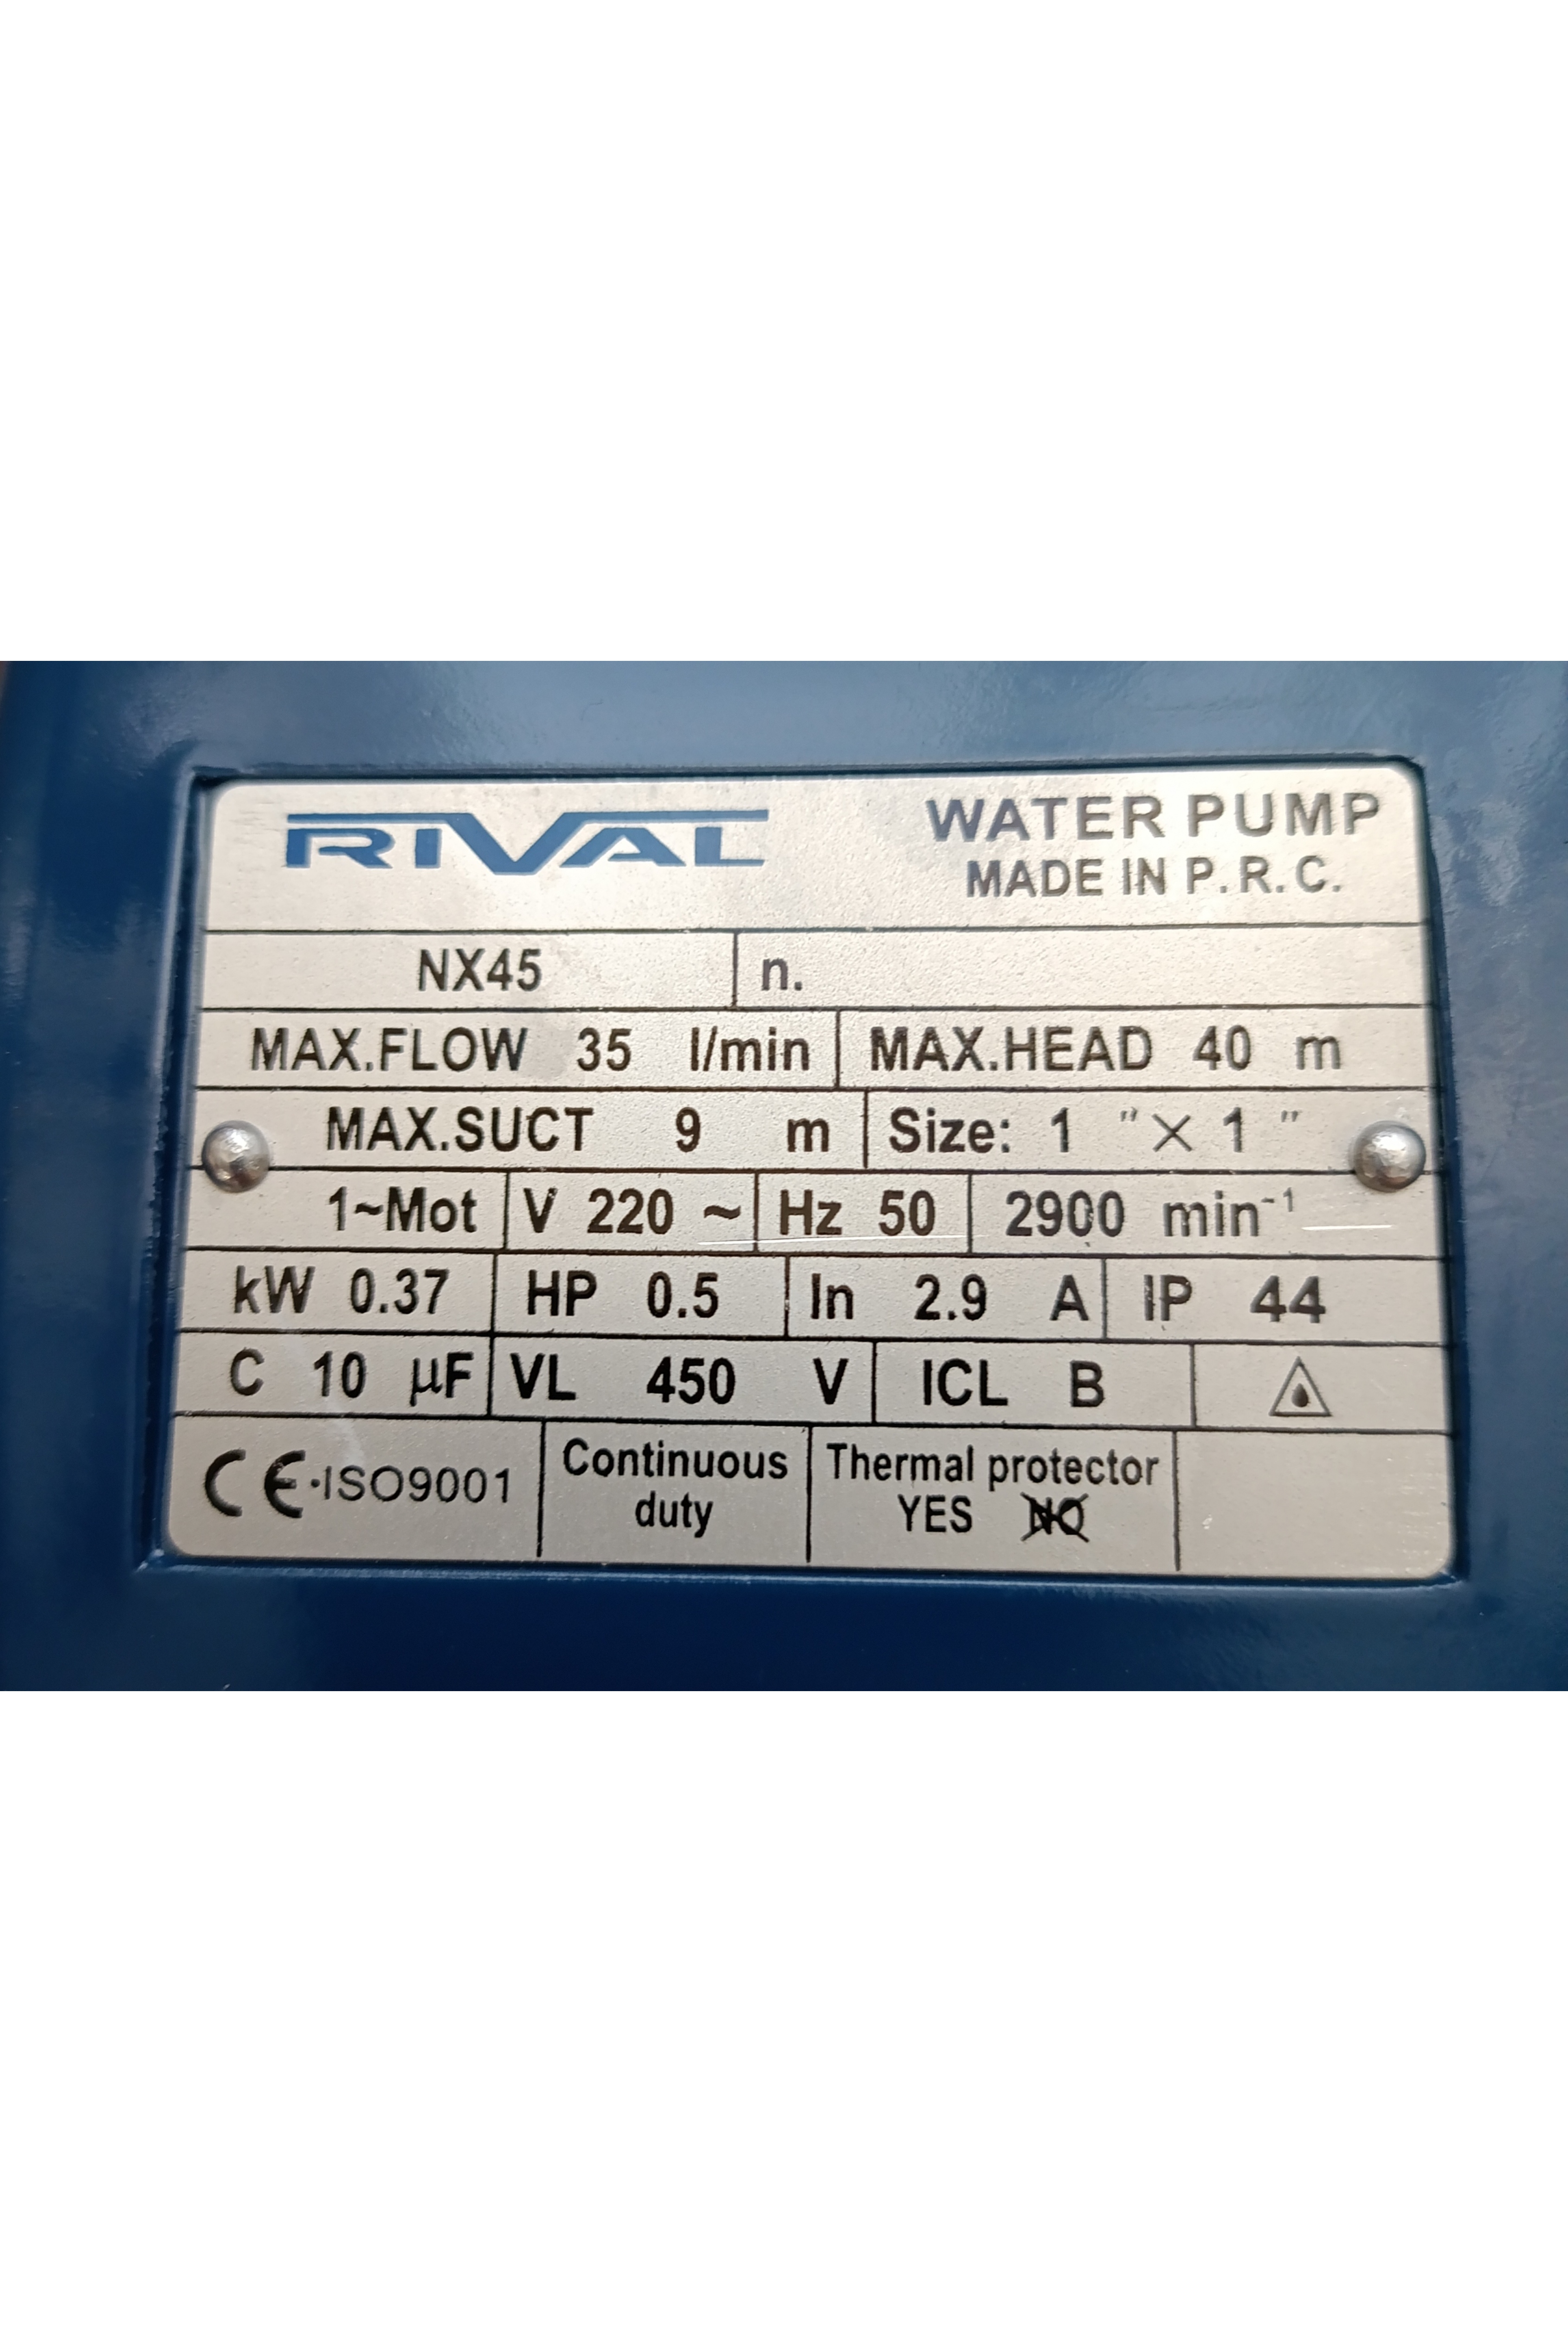 RIVAL WATER PUMP
MADE IN P.R.C.
NX45 n.
MAX.FLOW 35 l/min MAX.HEAD 40 m
MAX.SUCT 9 m Size: 1 "×1 "
1~Mot V 220 ~ Hz 50 2900 min⁻¹
kW 0.37 HP 0.5 In 2.9 A IP 44
C 10 µF VL 450 V ICL B
CE·ISO9001 Continuous duty Thermal protector YES NO